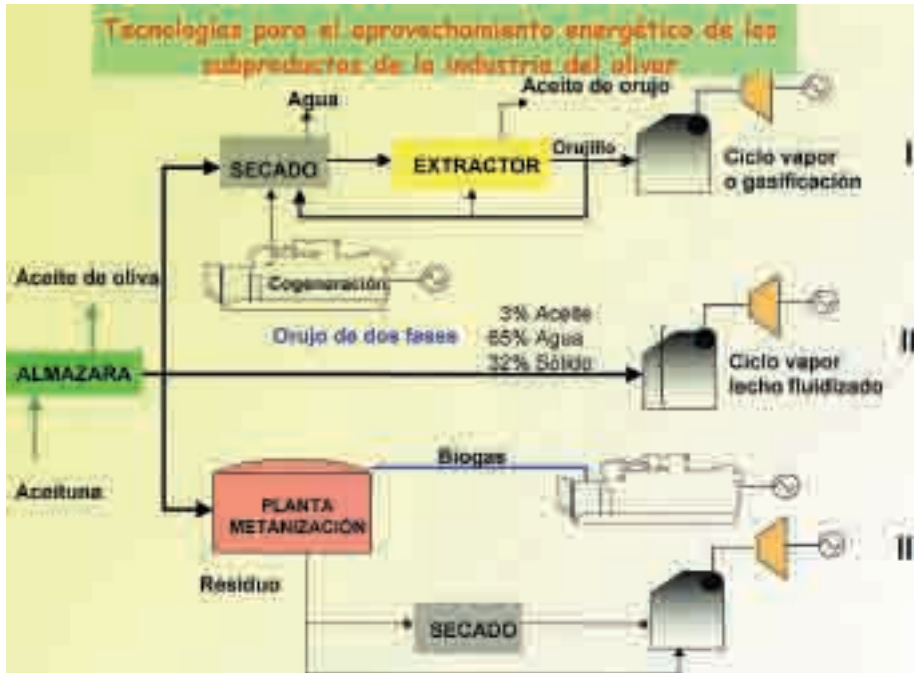 Tecnologías para el aprovechamiento energético de los
subproductos de la industria del olivar
Agua
Aceite de orujo
SECADO
EXTRACTOR
Orujillo
Ciclo vapor
o gasificación
I
Aceite de oliva
Cogeneración
Orujo de dos fases
3% Aceite
65% Agua
32% Sólido
II
ALMAZARA
Ciclo vapor
lecho fluidizado
Aceituna
Biogas
PLANTA
METANIZACIÓN
II
Residuo
SECADO